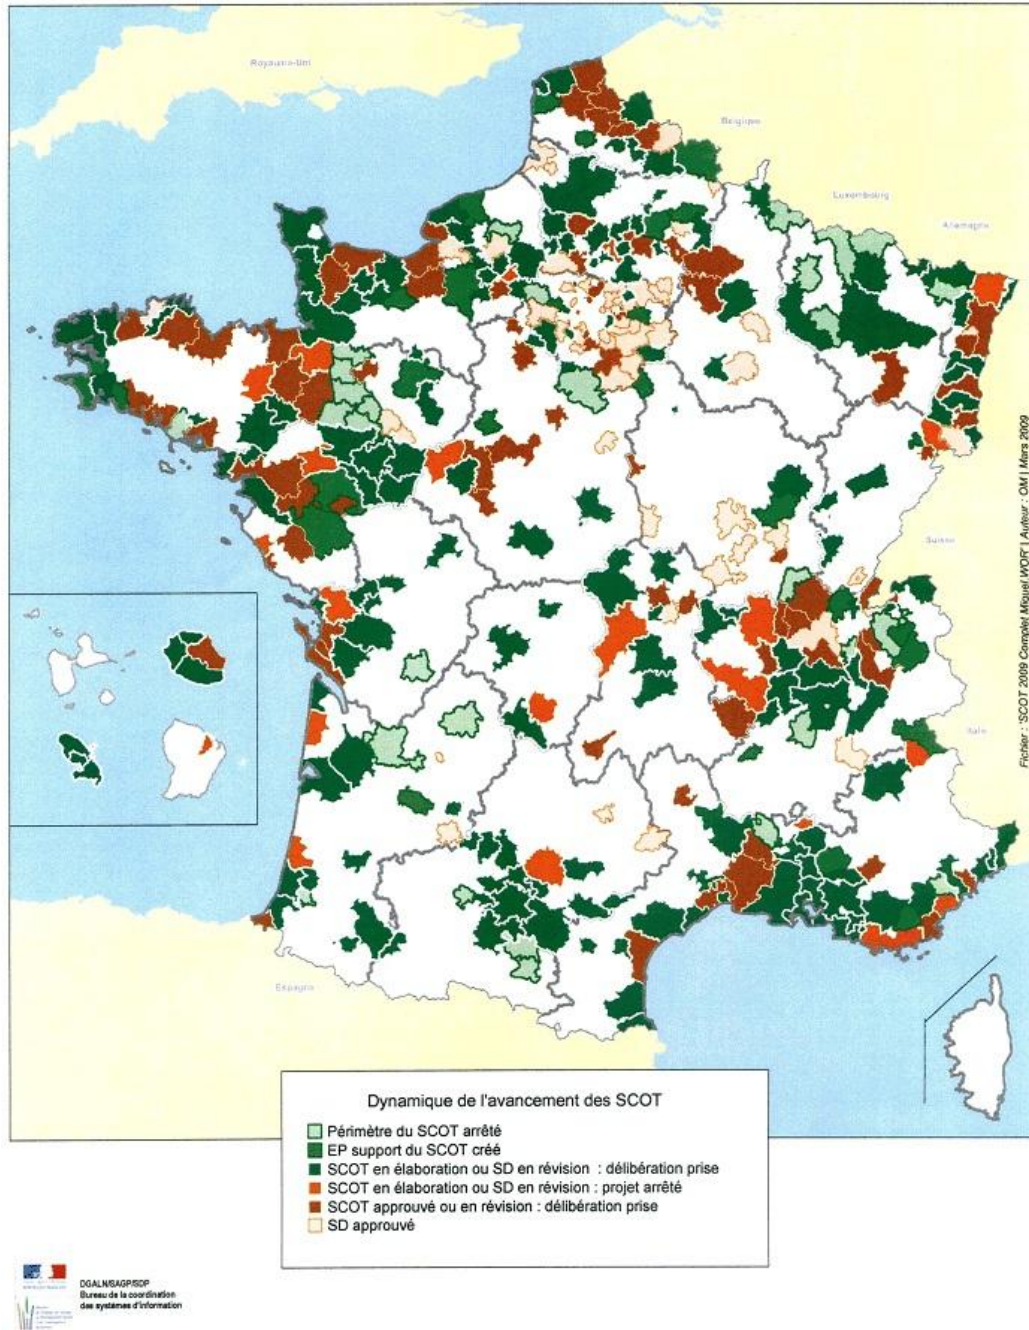 Royaume-Uni
Belgique
Luxembourg
Allemagne
Suisse
Italie
Espagne
Fichier : 'SCOT 2009 Complet Miquel.WOR' | Auteur : OM | Mars 2009
Dynamique de l'avancement des SCOT
Périmètre du SCOT arrêté
EP support du SCOT créé
SCOT en élaboration ou SD en révision : délibération prise
SCOT en élaboration ou SD en révision : projet arrêté
SCOT approuvé ou en révision : délibération prise
SD approuvé
DGALN/SAGP/SDP
Bureau de la coordination
des systèmes d'information